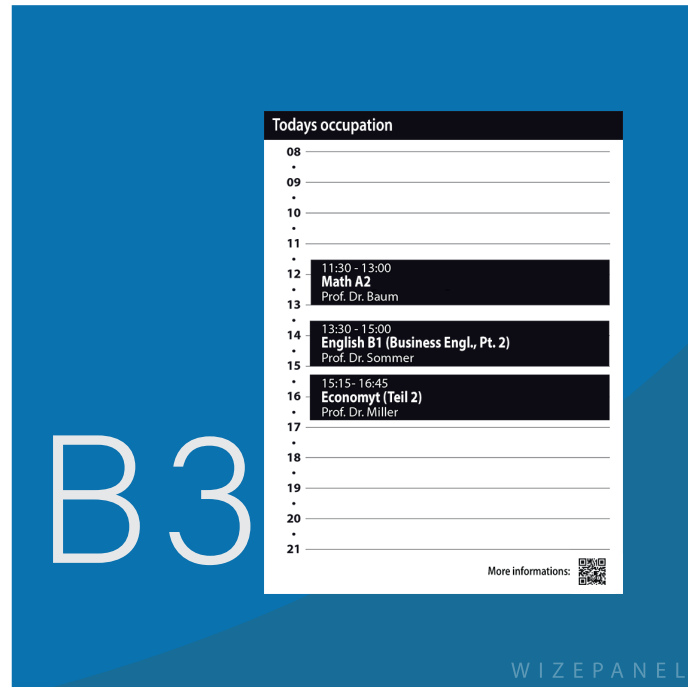 Todays occupation
08
09
10
11
11:30 - 13:00
12
Math A2
Prof. Dr. Baum
13
13:30 - 15:00
14
English B1 (Business Engl., Pt. 2)
Prof. Dr. Sommer
15
15:15- 16:45
16
Economyt (Teil 2)
Prof. Dr. Miller
17
18
19
20
21
More informations:
B3
WIZEPANEL